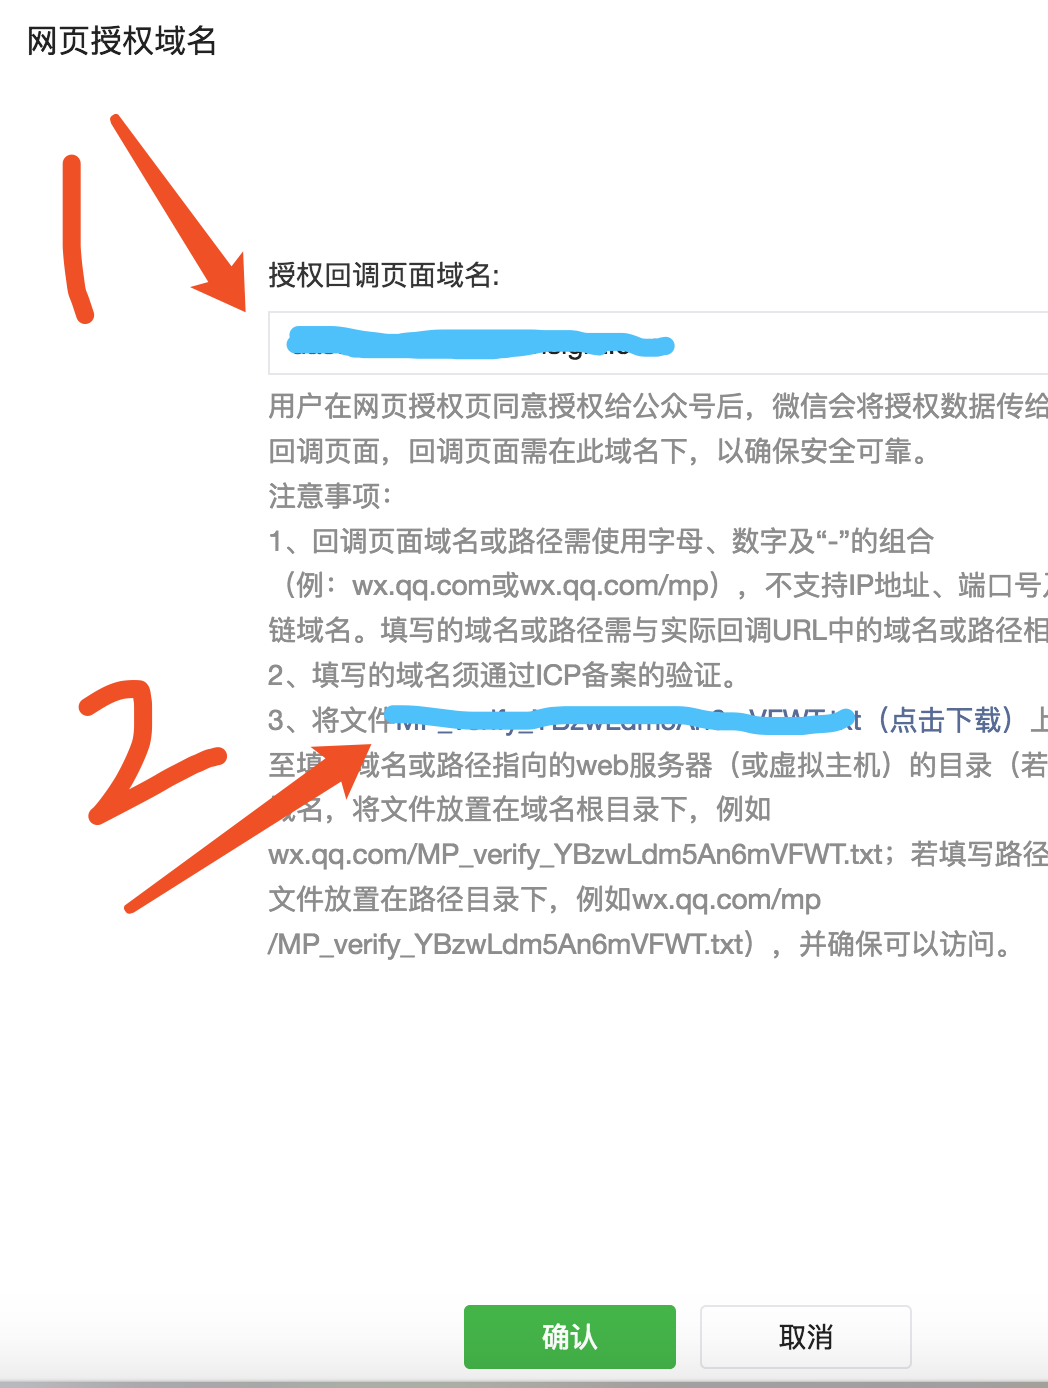 网页授权域名
1
授权回调页面域名:
用户在网页授权页同意授权给公众号后，微信会将授权数据传给
回调页面，回调页面需在此域名下，以确保安全可靠。
注意事项：
1、回调页面域名或路径需使用字母、数字及“-”的组合
（例：wx.qq.com或wx.qq.com/mp），不支持IP地址、端口号及
链域名。填写的域名或路径需与实际回调URL中的域名或路径相
2、填写的域名须通过ICP备案的验证。
2
3、将文件（点击下载）上
至填域名或路径指向的web服务器（或虚拟主机）的目录（若
域名，将文件放置在域名根目录下，例如
wx.qq.com/MP_verify_YBzwLdm5An6mVFWT.txt；若填写路径
文件放置在路径目录下，例如wx.qq.com/mp
/MP_verify_YBzwLdm5An6mVFWT.txt），并确保可以访问。
确认
取消